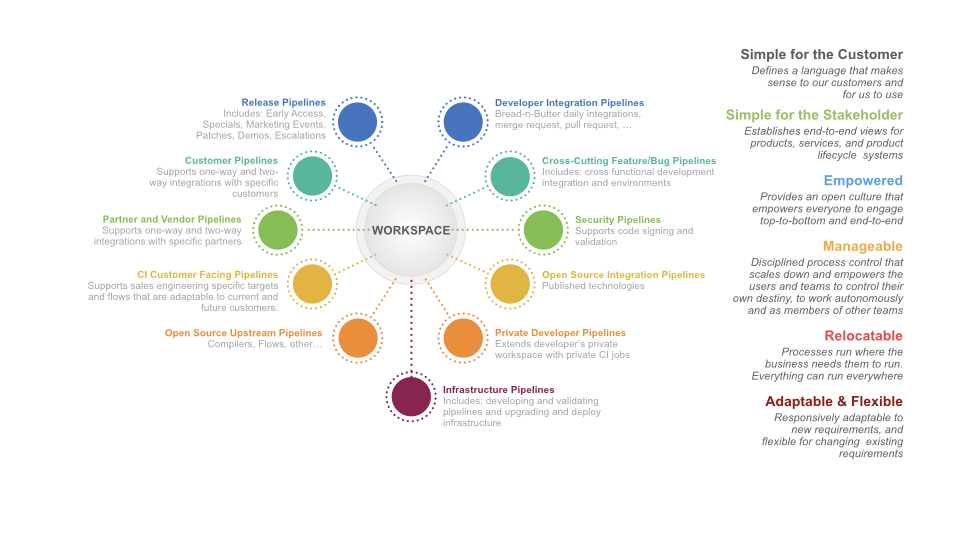 Release Pipelines
Includes: Early Access,
Specials, Marketing Events,
Patches, Demos, Escalations
Customer Pipelines
Supports one-way and two-
way integrations with specific
customers
Partner and Vendor Pipelines
Supports one-way and two-way
integrations with specific partners
CI Customer Facing Pipelines
Supports sales engineering specific targets
and flows that are adaptable to current and
future customers.
Open Source Upstream Pipelines
Compilers, Flows, other…
WORKSPACE
Developer Integration Pipelines
Bread-n-Butter daily integrations,
merge request, pull request, …
Cross-Cutting Feature/Bug Pipelines
Includes: cross functional development
integration and environments
Security Pipelines
Supports code signing and
validation
Open Source Integration Pipelines
Published technologies
Private Developer Pipelines
Extends developer's private
workspace with private CI jobs
Infrastructure Pipelines
Includes: developing and validating
pipelines and upgrading and deploy
infrastructure
Simple for the Customer
Defines a language that makes
sense to our customers and
for us to use
Simple for the Stakeholder
Establishes end-to-end views for
products, services, and product
lifecycle systems
Empowered
Provides an open culture that
empowers everyone to engage
top-to-bottom and end-to-end
Manageable
Disciplined process control that
scales down and empowers the
users and teams to control their
own destiny, to work autonomously
and as members of other teams
Relocatable
Processes run where the
business needs them to run.
Everything can run everywhere
Adaptable & Flexible
Responsively adaptable to
new requirements, and
flexible for changing existing
requirements